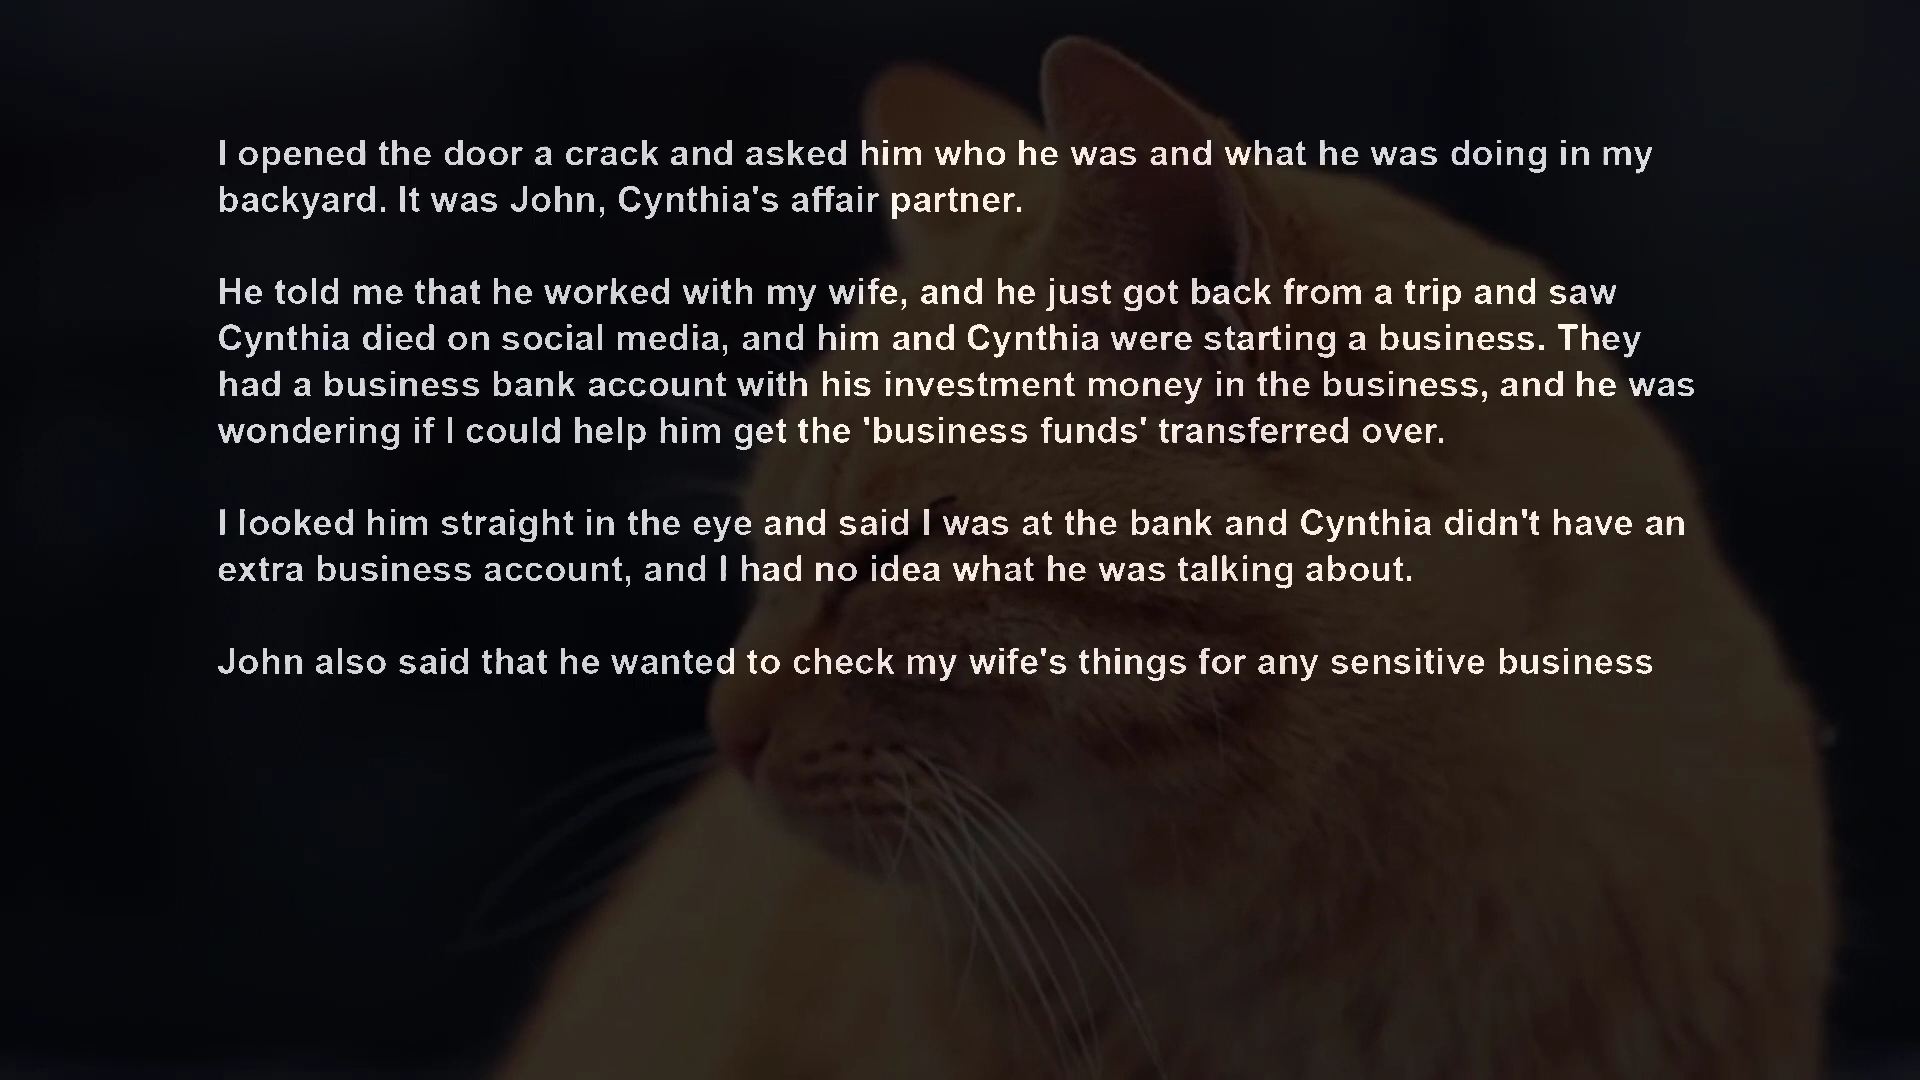 I opened the door a crack and asked him who he was and what he was doing in my
backyard. It was John, Cynthia's affair partner.
He told me that he worked with my wife, and he just got back from a trip and saw
Cynthia died on social media, and him and Cynthia were starting a business. They
had a business bank account with his investment money in the business, and he was
wondering if I could help him get the 'business funds' transferred over.
I looked him straight in the eye and said I was at the bank and Cynthia didn't have an
extra business account, and I had no idea what he was talking about.
John also said that he wanted to check my wife's things for any sensitive business